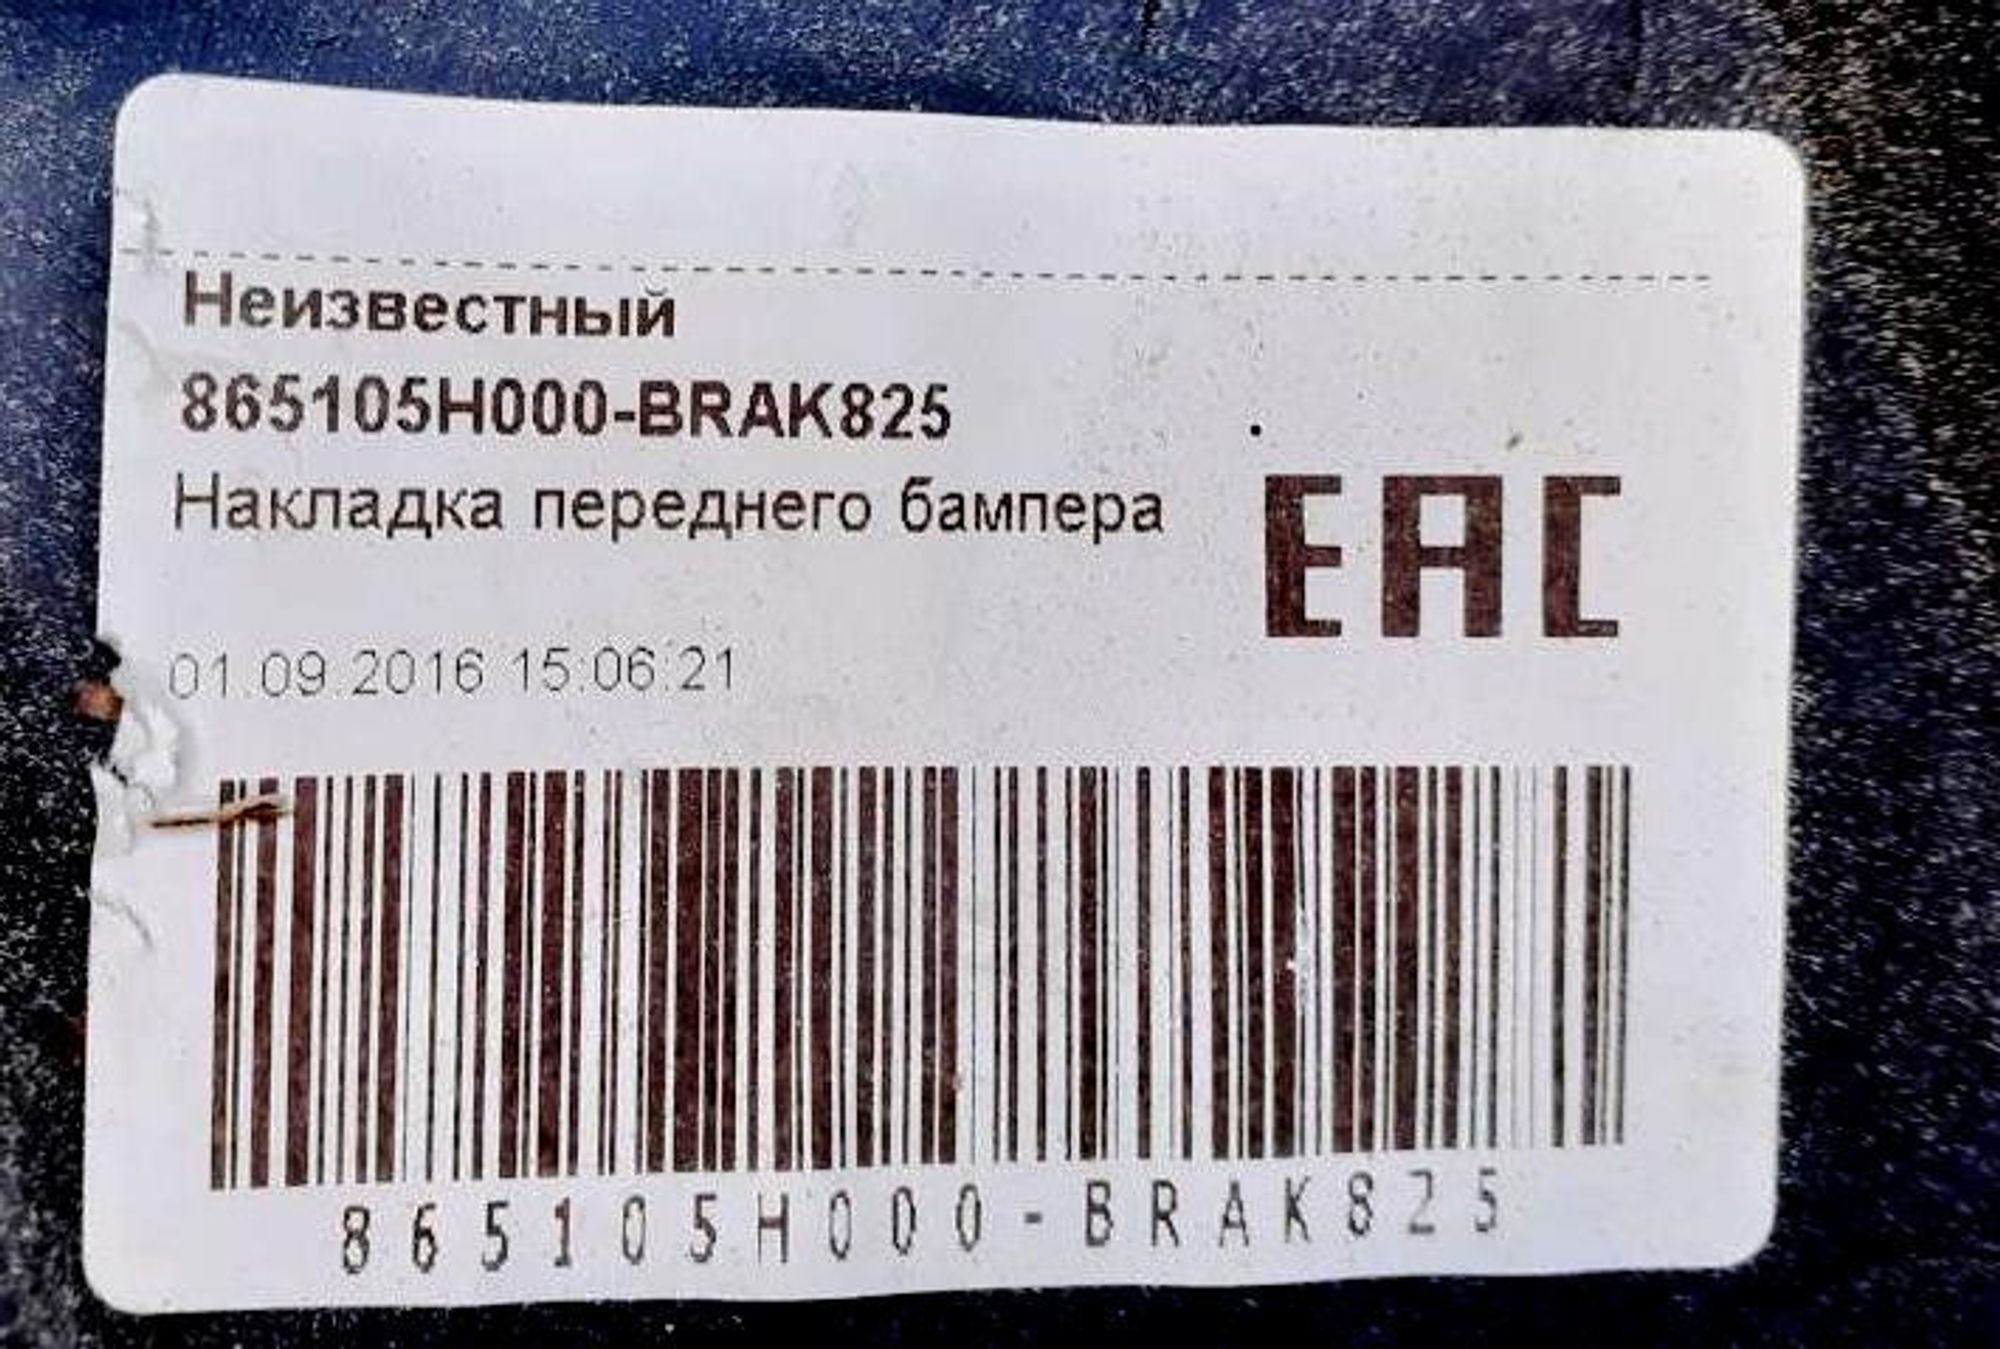 Неизвестный
865105H000-BRAK825
Накладка переднего бампера
EAC
01.09.2016 15:06:21
865105H000-BRAK825